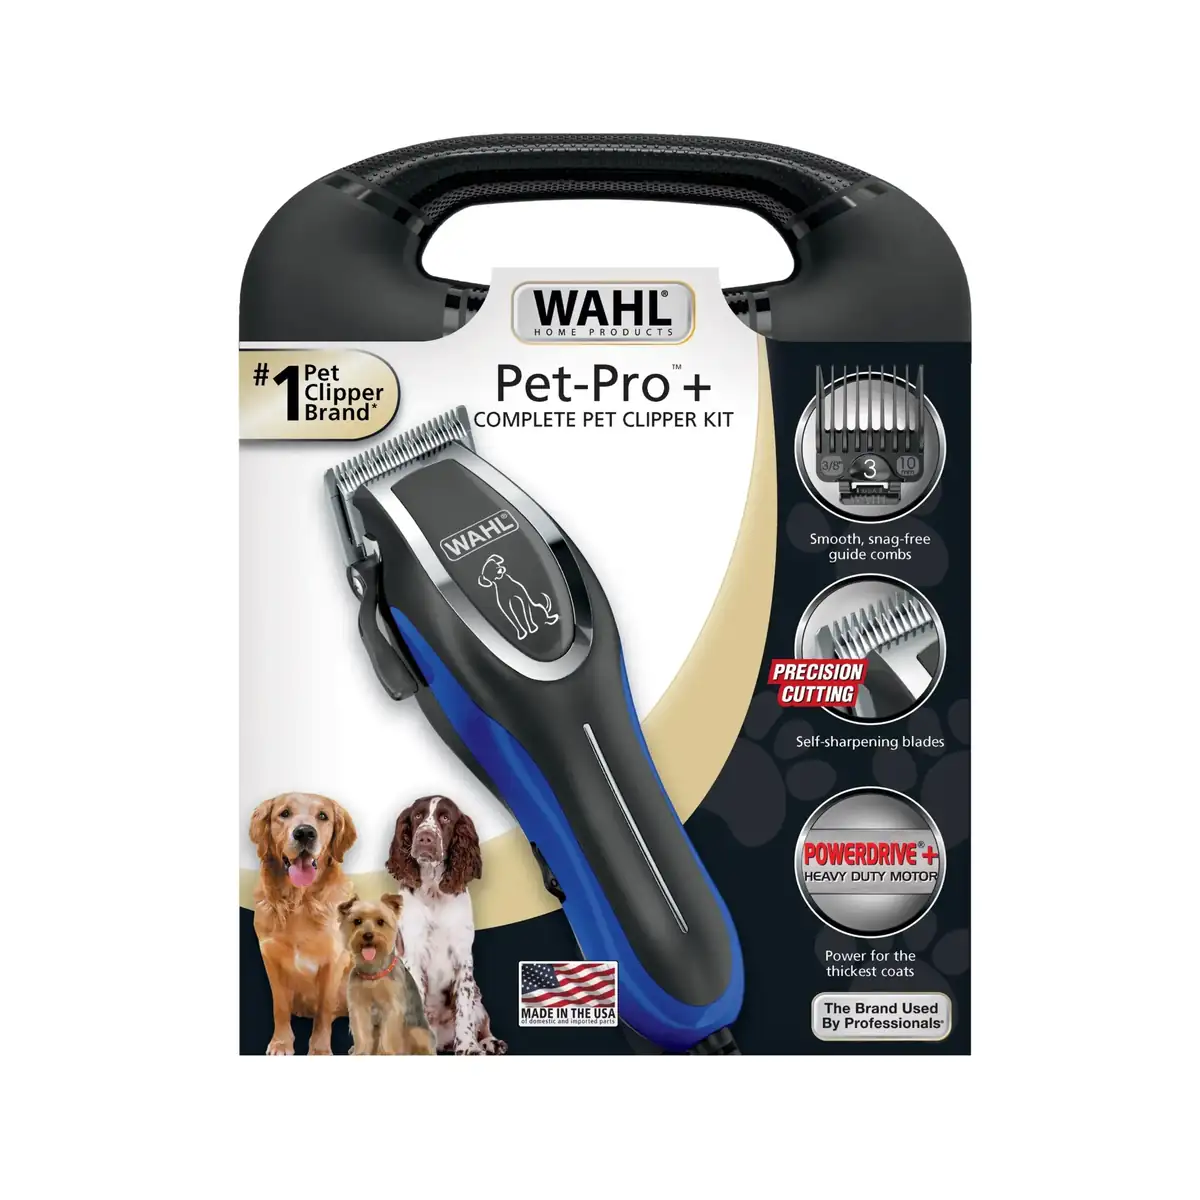 WAHL®
HOME PRODUCTS
#1 Pet
Clipper
Brand*
Pet-Pro™+
COMPLETE PET CLIPPER KIT
WAHL®
3/8" 3 10
mm
Smooth, snag-free
guide combs
PRECISION
CUTTING
Self-sharpening blades
POWERDRIVE®+
HEAVY DUTY MOTOR
Power for the
thickest coats
MADE IN THE USA
of domestic and imported parts
The Brand Used
By Professionals®